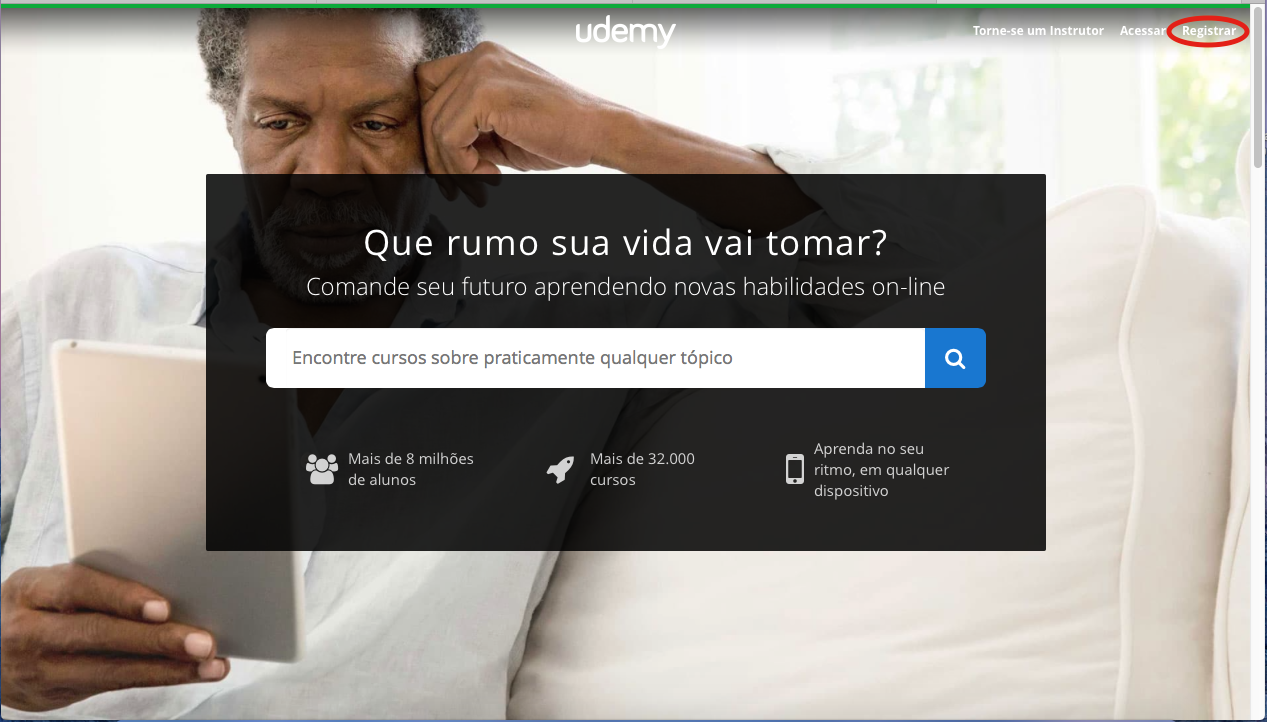 udemy
Torne-se um Instrutor Acessar Registrar
Que rumo sua vida vai tomar?
Comande seu futuro aprendendo novas habilidades on-line
Encontre cursos sobre praticamente qualquer tópico
Mais de 8 milhões
de alunos
Mais de 32.000
cursos
Aprenda no seu
ritmo, em qualquer
dispositivo